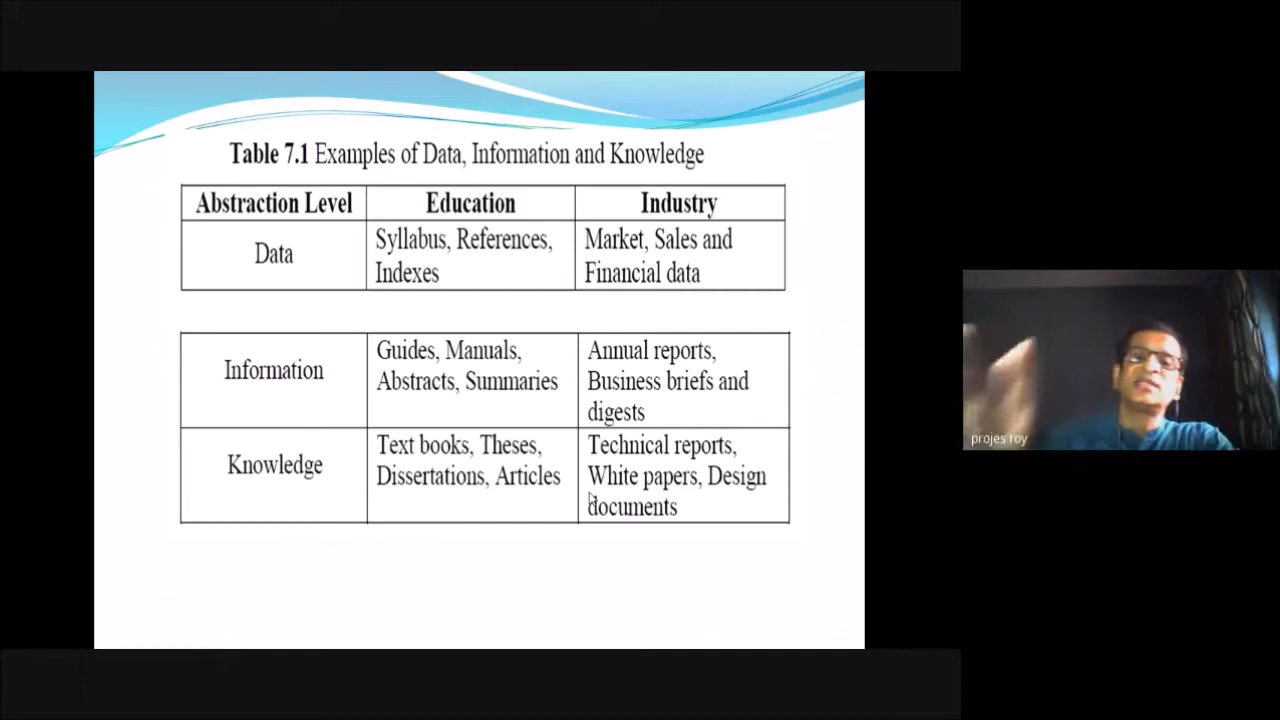 Table 7.1 Examples of Data, Information and Knowledge
Abstraction Level Education Industry
Data
Syllabus, References,
Indexes
Market, Sales and
Financial data
Information
Guides, Manuals,
Abstracts, Summaries
Annual reports,
Business briefs and
digests
Knowledge
Text books, Theses,
Dissertations, Articles
Technical reports,
White papers, Design
documents
projes roy